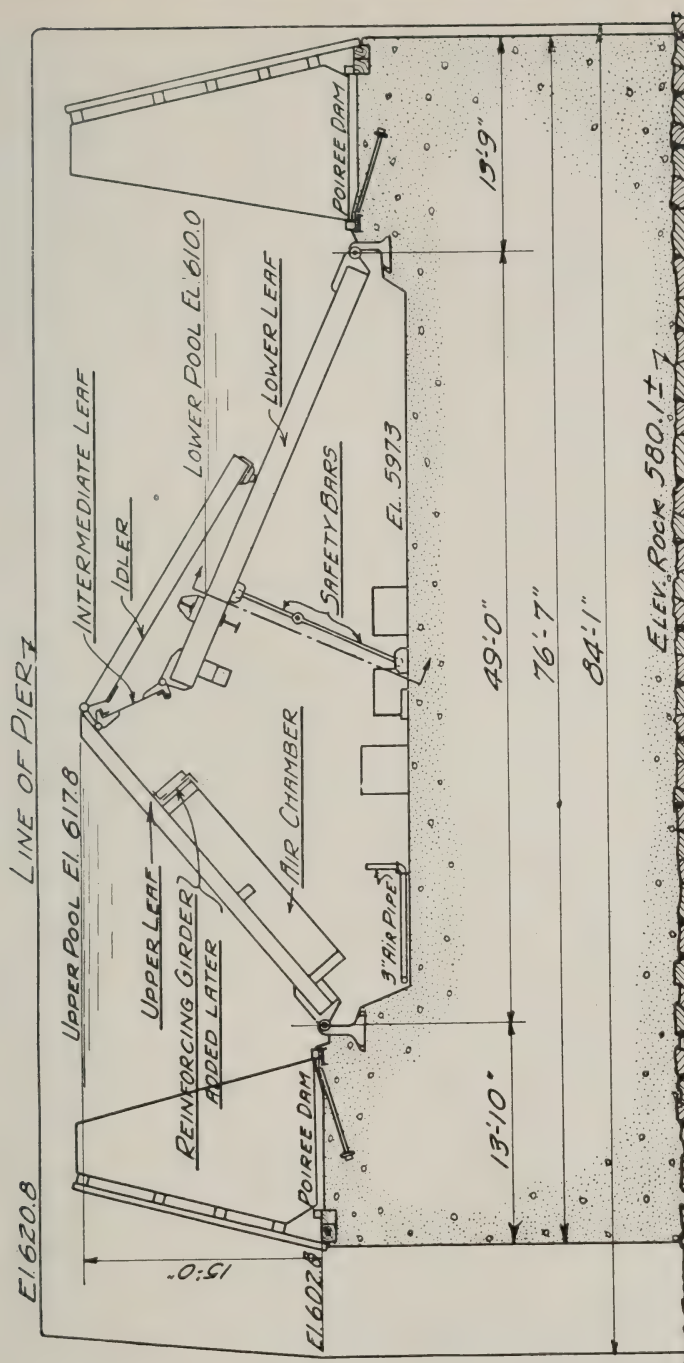 LINE OF PIER
El 620.8
UPPER POOL El. 617.8
INTERMEDIATE LEAF
IDLER
LOWER POOL EL. 610.0
LOWER LEAF
UPPER LEAF
REINFORCING GIRDER
ADDED LATER
AIR CHAMBER
SAFETY BARS
15'-0"
El. 602.8
POIREE DAM
POIREE DAM
3" AIR PIPE
EL. 597.3
13'-10"
49'-0"
13'-9"
76'-7"
84'-1"
ELEV. ROCK 580.1±